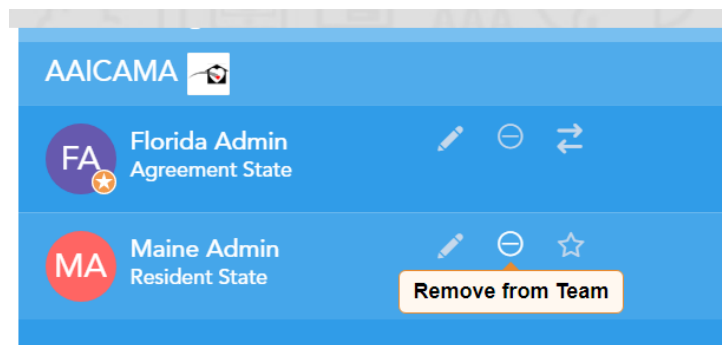 AAICAMA
FA
Florida Admin
Agreement State
MA
Maine Admin
Resident State
Remove from Team